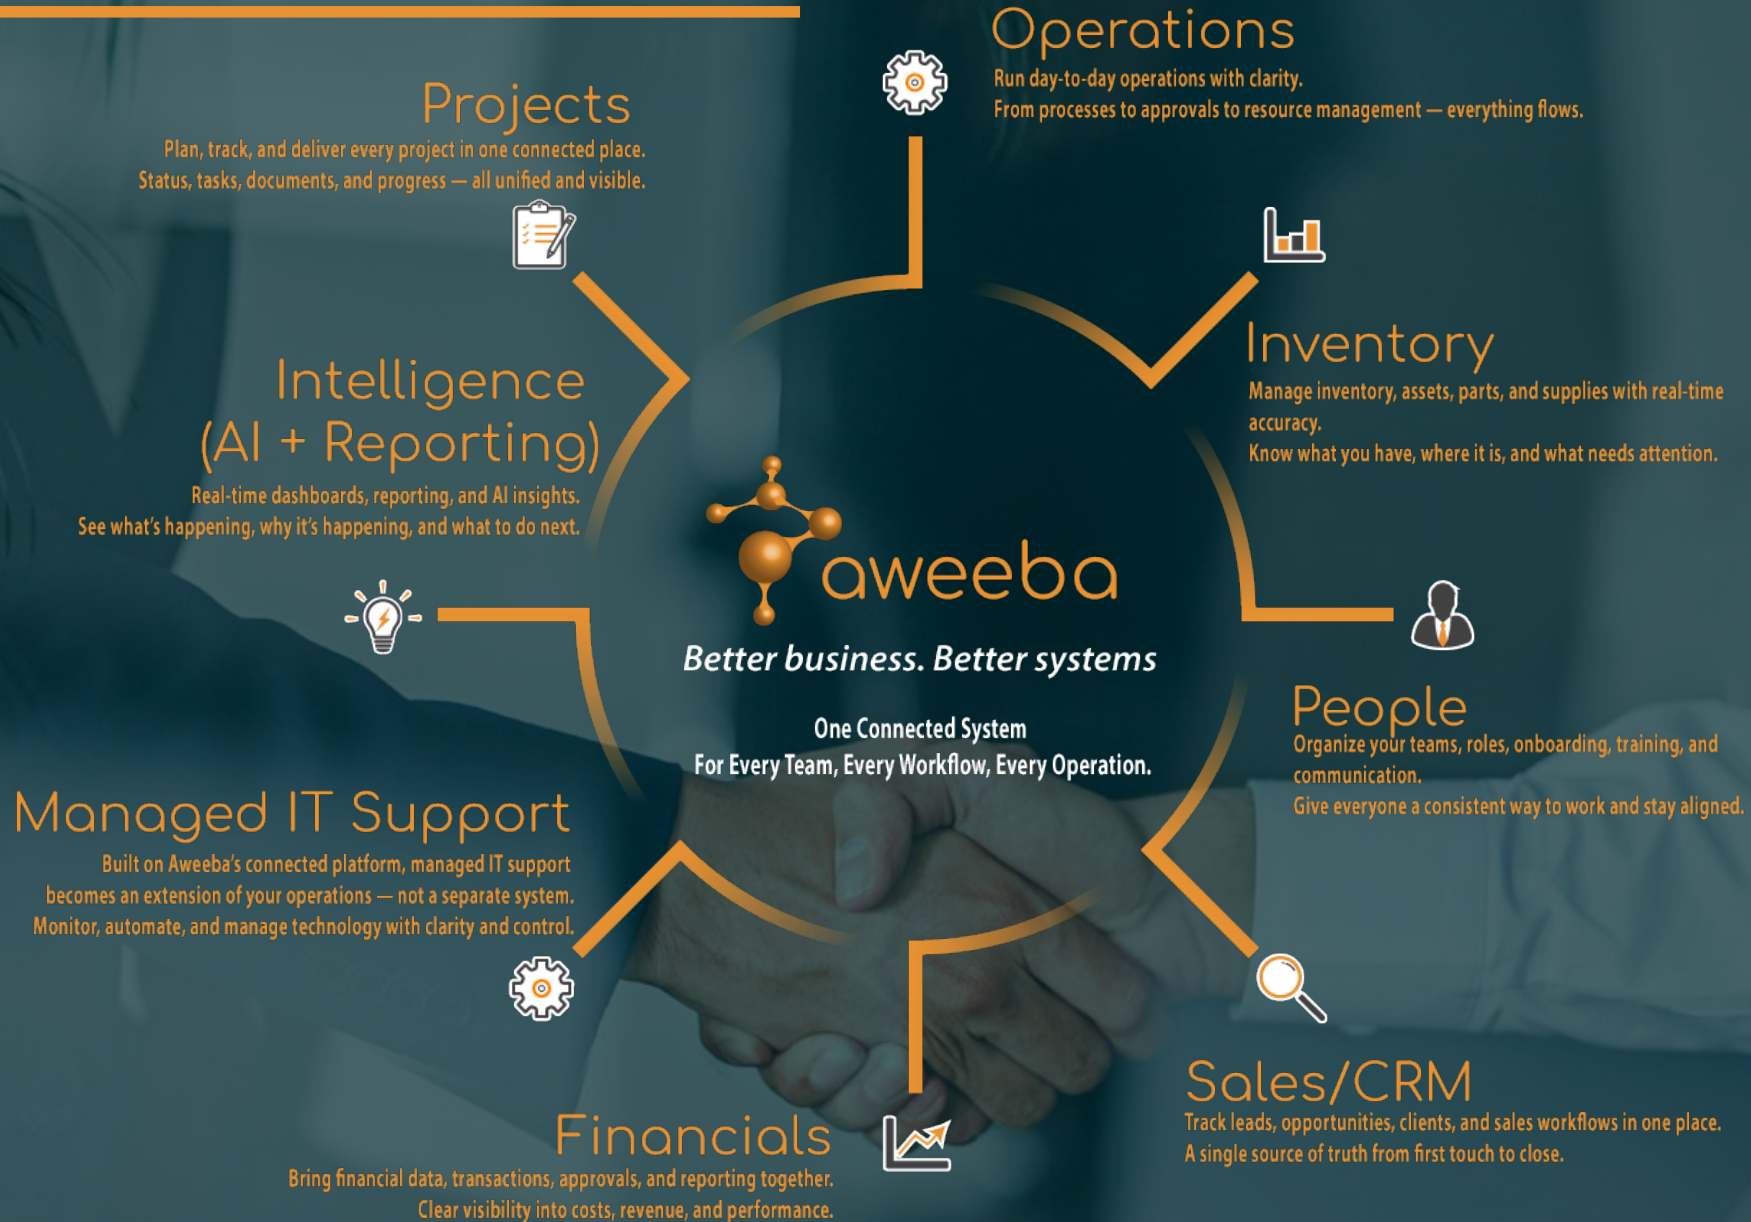 Operations
Run day-to-day operations with clarity.
From processes to approvals to resource management — everything flows.
Projects
Plan, track, and deliver every project in one connected place.
Status, tasks, documents, and progress — all unified and visible.
Inventory
Manage inventory, assets, parts, and supplies with real-time
accuracy.
Know what you have, where it is, and what needs attention.
Intelligence
(AI + Reporting)
Real-time dashboards, reporting, and AI insights.
See what's happening, why it's happening, and what to do next.
aweeba
Better business. Better systems
One Connected System
For Every Team, Every Workflow, Every Operation.
People
Organize your teams, roles, onboarding, training, and
communication.
Give everyone a consistent way to work and stay aligned.
Managed IT Support
Built on Aweeba's connected platform, managed IT support
becomes an extension of your operations — not a separate system.
Monitor, automate, and manage technology with clarity and control.
Sales/CRM
Track leads, opportunities, clients, and sales workflows in one place.
A single source of truth from first touch to close.
Financials
Bring financial data, transactions, approvals, and reporting together.
Clear visibility into costs, revenue, and performance.